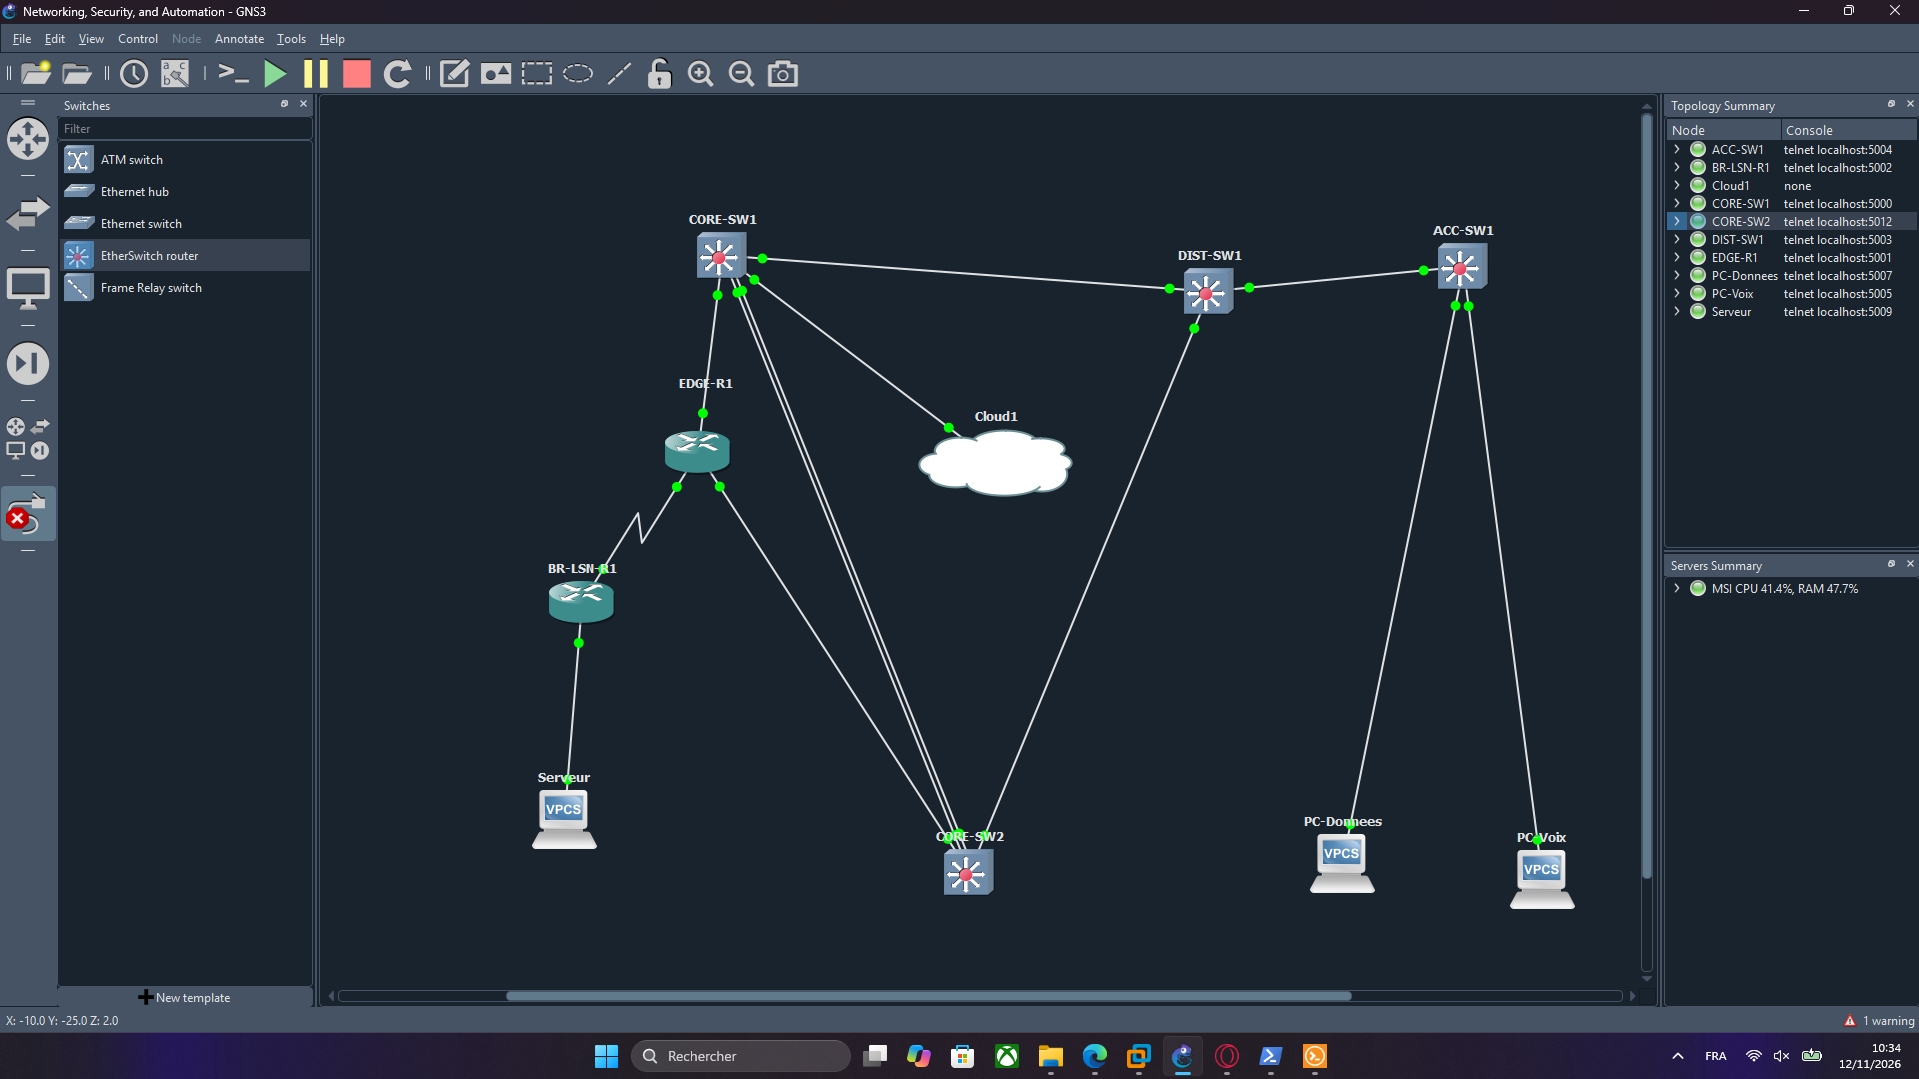 Networking, Security, and Automation - GNS3
File Edit View Control Node Annotate Tools Help
Switches
Filter
ATM switch
Ethernet hub
Ethernet switch
EtherSwitch router
Frame Relay switch
New template
CORE-SW1
DIST-SW1
ACC-SW1
EDGE-R1
Cloud1
BR-LSN-R1
Serveur
VPCS
CORE-SW2
PC-Donnees
VPCS
PC-Voix
VPCS
Topology Summary
Node Console
ACC-SW1 telnet localhost:5004
BR-LSN-R1 telnet localhost:5002
Cloud1 none
CORE-SW1 telnet localhost:5000
CORE-SW2 telnet localhost:5012
DIST-SW1 telnet localhost:5003
EDGE-R1 telnet localhost:5001
PC-Donnees telnet localhost:5007
PC-Voix telnet localhost:5005
Serveur telnet localhost:5009
Servers Summary
MSI CPU 41.4%, RAM 47.7%
X: -10.0 Y: -25.0 Z: 2.0
1 warning
Rechercher
FRA
10:34
12/11/2026